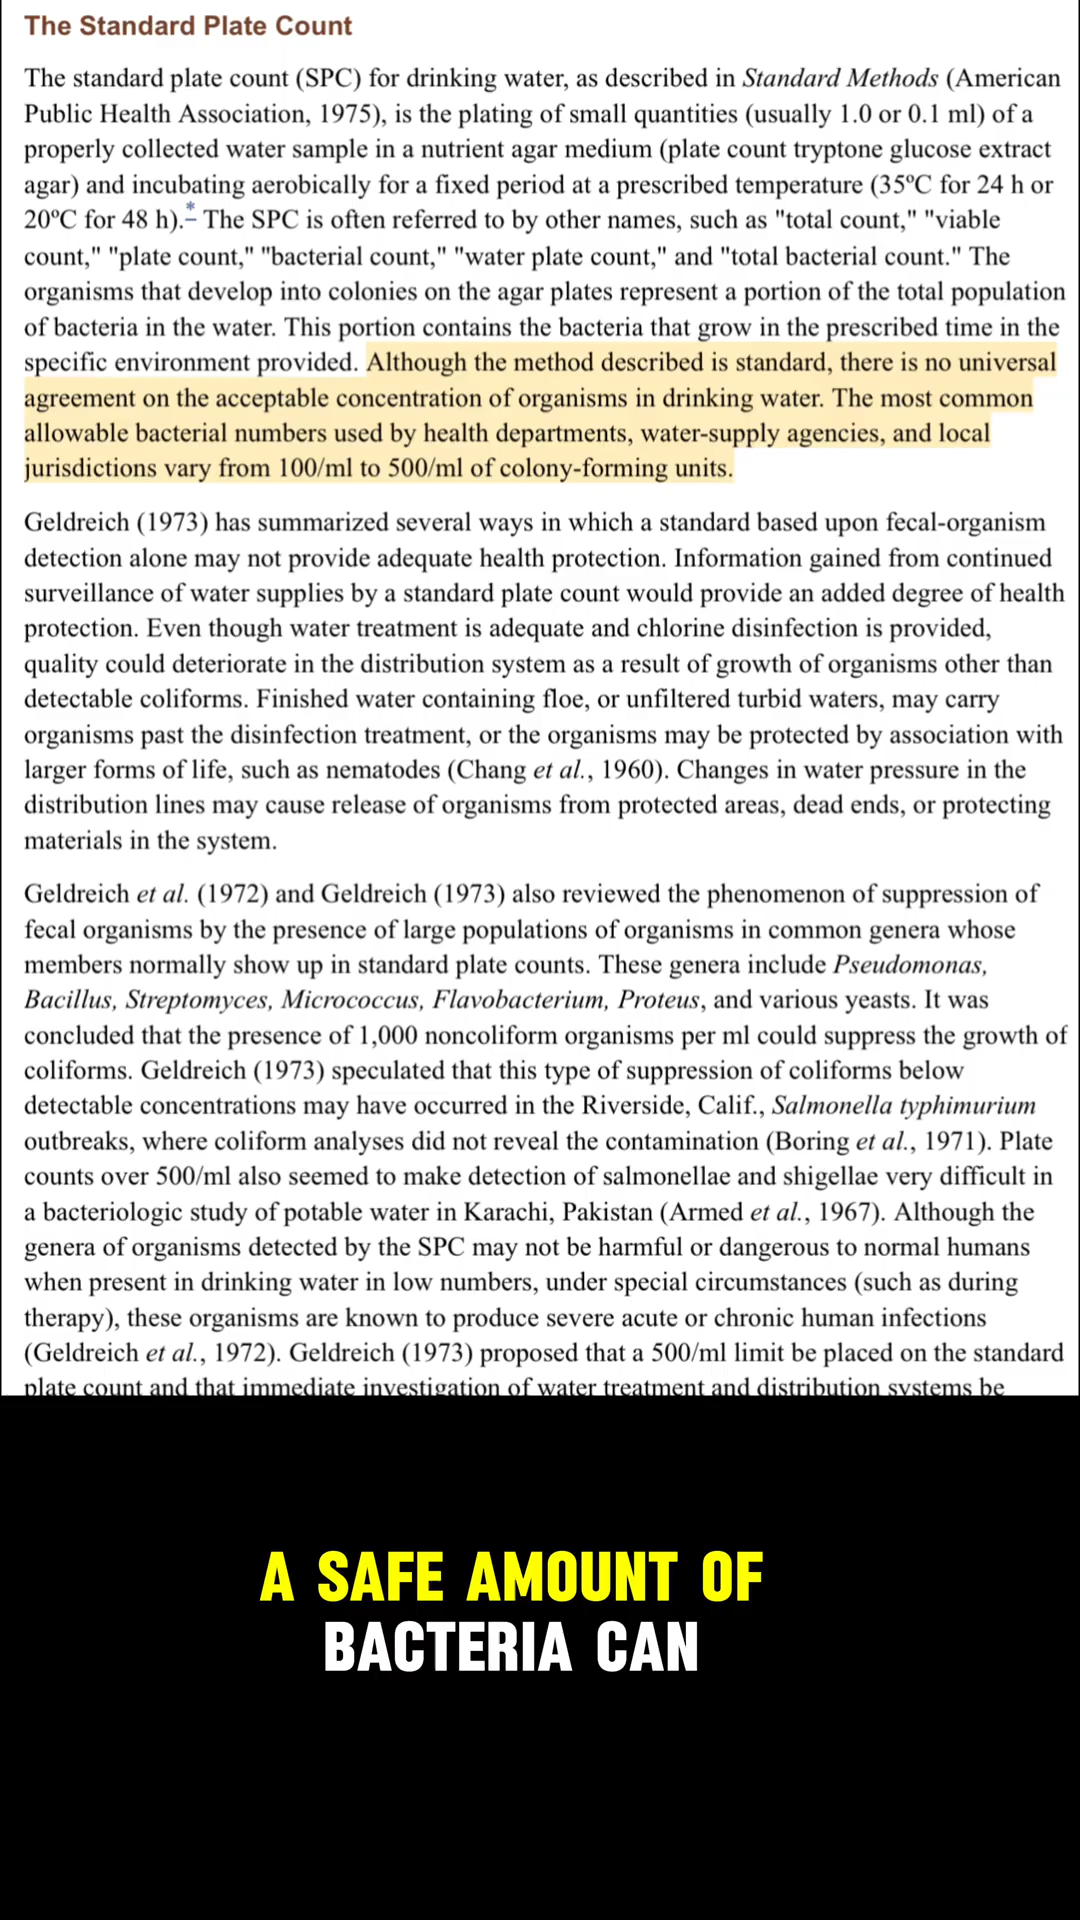 The Standard Plate Count
The standard plate count (SPC) for drinking water, as described in Standard Methods (American
Public Health Association, 1975), is the plating of small quantities (usually 1.0 or 0.1 ml) of a
properly collected water sample in a nutrient agar medium (plate count tryptone glucose extract
agar) and incubating aerobically for a fixed period at a prescribed temperature (35ºC for 24 h or
20ºC for 48 h).* The SPC is often referred to by other names, such as "total count," "viable
count," "plate count," "bacterial count," "water plate count," and "total bacterial count." The
organisms that develop into colonies on the agar plates represent a portion of the total population
of bacteria in the water. This portion contains the bacteria that grow in the prescribed time in the
specific environment provided. Although the method described is standard, there is no universal
agreement on the acceptable concentration of organisms in drinking water. The most common
allowable bacterial numbers used by health departments, water-supply agencies, and local
jurisdictions vary from 100/ml to 500/ml of colony-forming units.
Geldreich (1973) has summarized several ways in which a standard based upon fecal-organism
detection alone may not provide adequate health protection. Information gained from continued
surveillance of water supplies by a standard plate count would provide an added degree of health
protection. Even though water treatment is adequate and chlorine disinfection is provided,
quality could deteriorate in the distribution system as a result of growth of organisms other than
detectable coliforms. Finished water containing floe, or unfiltered turbid waters, may carry
organisms past the disinfection treatment, or the organisms may be protected by association with
larger forms of life, such as nematodes (Chang et al., 1960). Changes in water pressure in the
distribution lines may cause release of organisms from protected areas, dead ends, or protecting
materials in the system.
Geldreich et al. (1972) and Geldreich (1973) also reviewed the phenomenon of suppression of
fecal organisms by the presence of large populations of organisms in common genera whose
members normally show up in standard plate counts. These genera include Pseudomonas,
Bacillus, Streptomyces, Micrococcus, Flavobacterium, Proteus, and various yeasts. It was
concluded that the presence of 1,000 noncoliform organisms per ml could suppress the growth of
coliforms. Geldreich (1973) speculated that this type of suppression of coliforms below
detectable concentrations may have occurred in the Riverside, Calif., Salmonella typhimurium
outbreaks, where coliform analyses did not reveal the contamination (Boring et al., 1971). Plate
counts over 500/ml also seemed to make detection of salmonellae and shigellae very difficult in
a bacteriologic study of potable water in Karachi, Pakistan (Armed et al., 1967). Although the
genera of organisms detected by the SPC may not be harmful or dangerous to normal humans
when present in drinking water in low numbers, under special circumstances (such as during
therapy), these organisms are known to produce severe acute or chronic human infections
(Geldreich et al., 1972). Geldreich (1973) proposed that a 500/ml limit be placed on the standard
plate count and that immediate investigation of water treatment and distribution systems be
A SAFE AMOUNT OF
BACTERIA CAN